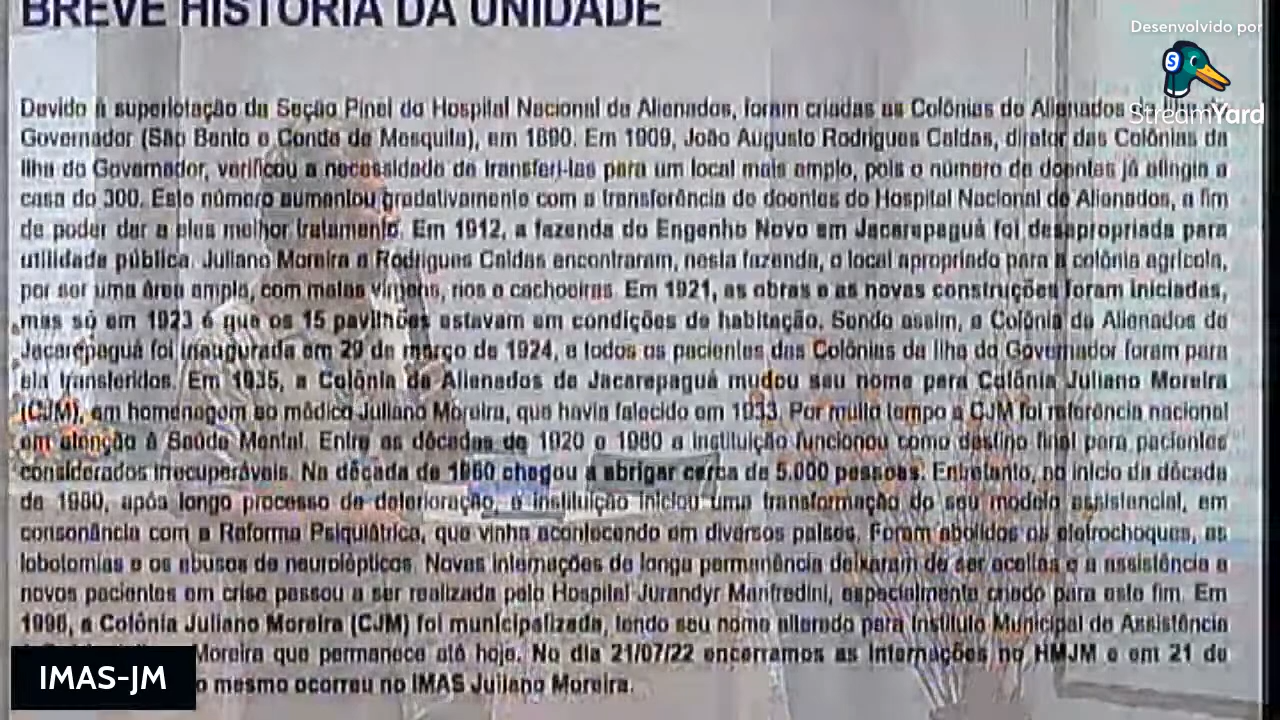 BREVE HISTÓRIA DA UNIDADE
Desenvolvido por
StreamYard
Devido à superlotação da Seção Pinel do Hospital Nacional de Alienados, foram criadas as Colônias de Alienados
Governador (São Bento e Conde de Mesquita), em 1890. Em 1909, João Augusto Rodrigues Caldas, diretor das Colônias da
Ilha do Governador, verificou a necessidade de transferi-las para um local mais amplo, pois o número de doentes já atingia a
casa do 300. Este número aumentou gradativamente com a transferência de doentes do Hospital Nacional de Alienados, a fim
de poder dar a eles melhor tratamento. Em 1912, a fazenda do Engenho Novo em Jacarepaguá foi desapropriada para
utilidade pública. Juliano Moreira e Rodrigues Caldas encontraram, nesta fazenda, o local apropriado para a colônia agrícola,
por ser uma área ampla, com matas virgens, rios e cachoeiras. Em 1921, as obras e as novas construções foram iniciadas,
mas só em 1923 é que os 15 pavilhões estavam em condições de habitação. Sendo assim, a Colônia de Alienados de
Jacarepaguá foi inaugurada em 29 de março de 1924, e todos os pacientes das Colônias da Ilha do Governador foram para
ela transferidos. Em 1935, a Colônia de Alienados de Jacarepaguá mudou seu nome para Colônia Juliano Moreira
(CJM), em homenagem ao médico Juliano Moreira, que havia falecido em 1933. Por muito tempo a CJM foi referência nacional
em atenção à Saúde Mental. Entre as décadas de 1920 e 1980 a instituição funcionou como destino final para pacientes
considerados irrecuperáveis. Na década de 1960 chegou a abrigar cerca de 5.000 pessoas. Entretanto, no início da década
de 1980, após longo processo de deterioração, a instituição iniciou uma transformação do seu modelo assistencial, em
consonância com a Reforma Psiquiátrica, que vinha acontecendo em diversos países. Foram abolidos os eletrochoques, as
lobotomias e os abusos de neurolépticos. Novas internações de longa permanência deixaram de ser aceitas e a assistência a
novos pacientes em crise passou a ser realizada pelo Hospital Jurandyr Manfredini, especialmente criado para este fim. Em
1996, a Colônia Juliano Moreira (CJM) foi municipalizada, tendo seu nome alterado para Instituto Municipal de Assistência
Moreira que permanece até hoje. No dia 21/07/22 encerramos as internações no HMJM e em 21 de
o mesmo ocorreu no IMAS Juliano Moreira.
IMAS-JM